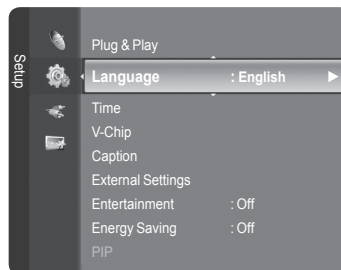 Setup
Plug & Play
Language : English ►
Time
V-Chip
Caption
External Settings
Entertainment : Off
Energy Saving : Off
PIP